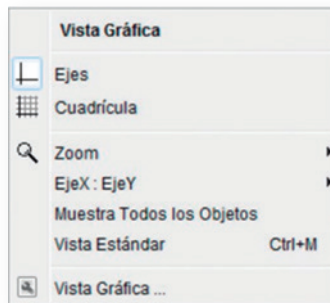 Vista Gráfica
Ejes
Cuadrícula
Zoom
EjeX : EjeY
Muestra Todos los Objetos
Vista Estándar Ctrl+M
Vista Gráfica ...